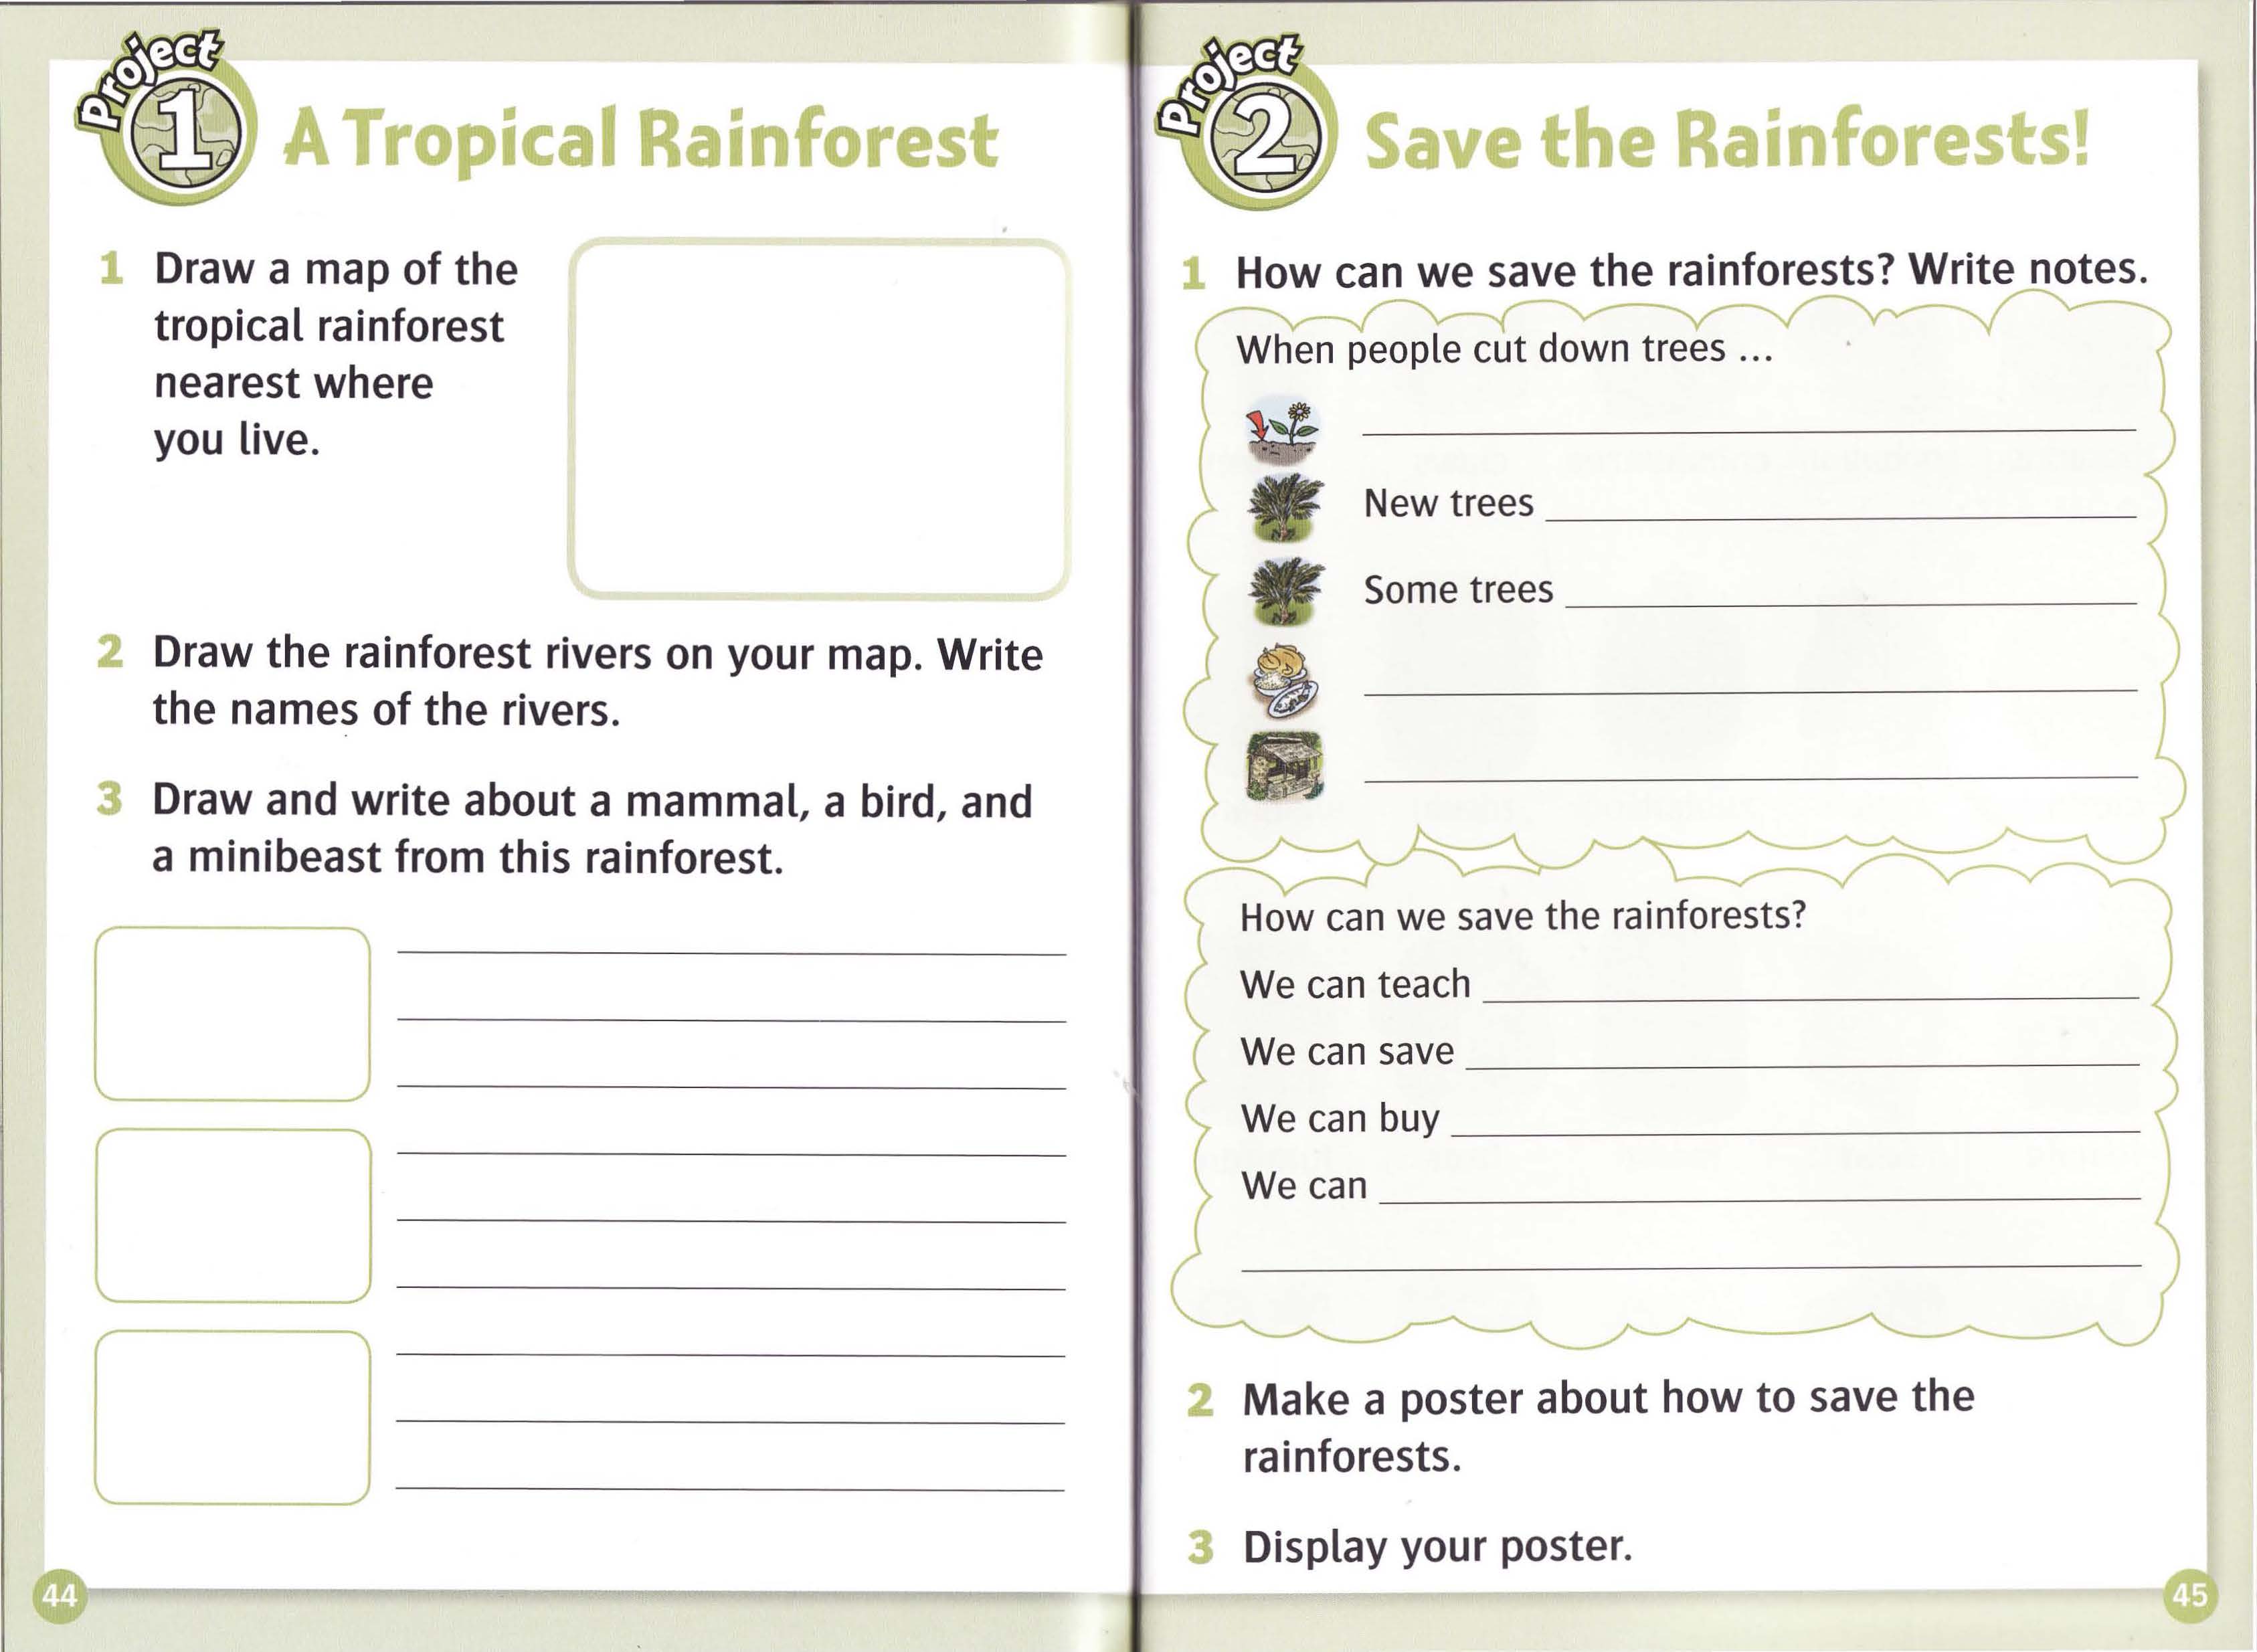 Project
1
A Tropical Rainforest
1 Draw a map of the
tropical rainforest
nearest where
you live.
2 Draw the rainforest rivers on your map. Write
the names of the rivers.
3 Draw and write about a mammal, a bird, and
a minibeast from this rainforest.
44
Project
2
Save the Rainforests!
1 How can we save the rainforests? Write notes.
When people cut down trees ...
New trees
Some trees
How can we save the rainforests?
We can teach
We can save
We can buy
We can
2 Make a poster about how to save the
rainforests.
3 Display your poster.
45